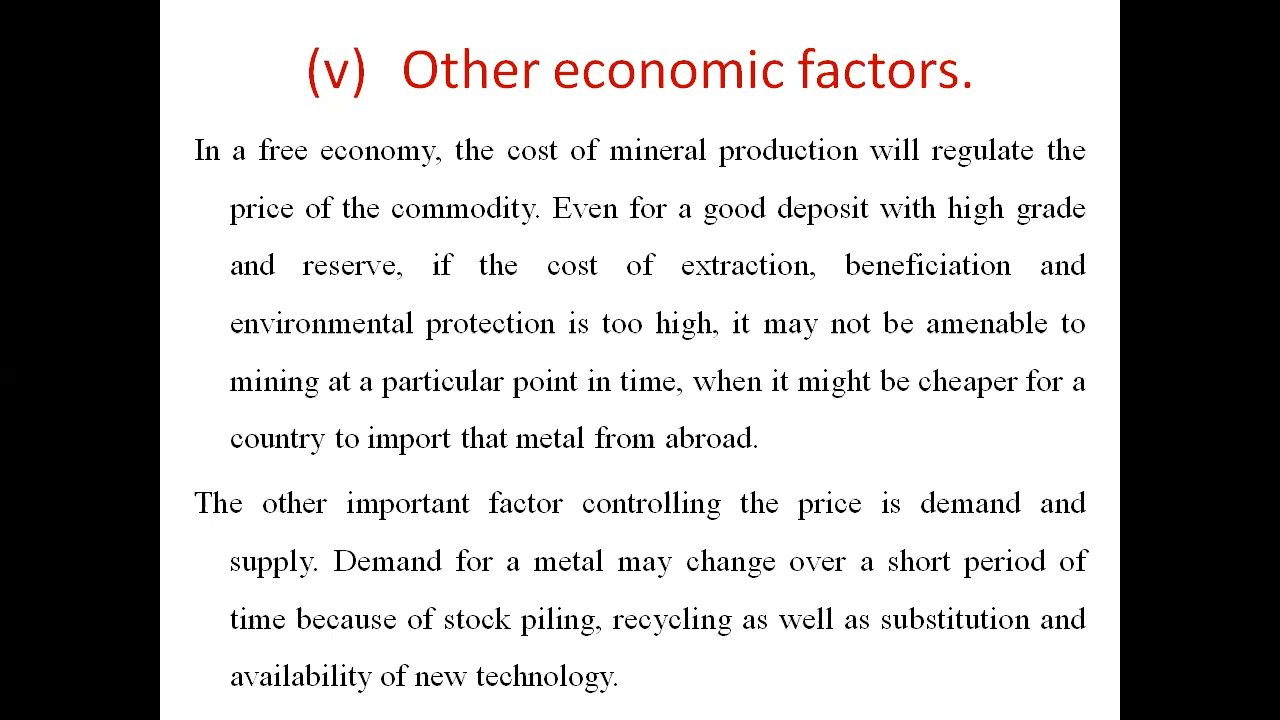 (v) Other economic factors.
In a free economy, the cost of mineral production will regulate the
price of the commodity. Even for a good deposit with high grade
and reserve, if the cost of extraction, beneficiation and
environmental protection is too high, it may not be amenable to
mining at a particular point in time, when it might be cheaper for a
country to import that metal from abroad.
The other important factor controlling the price is demand and
supply. Demand for a metal may change over a short period of
time because of stock piling, recycling as well as substitution and
availability of new technology.